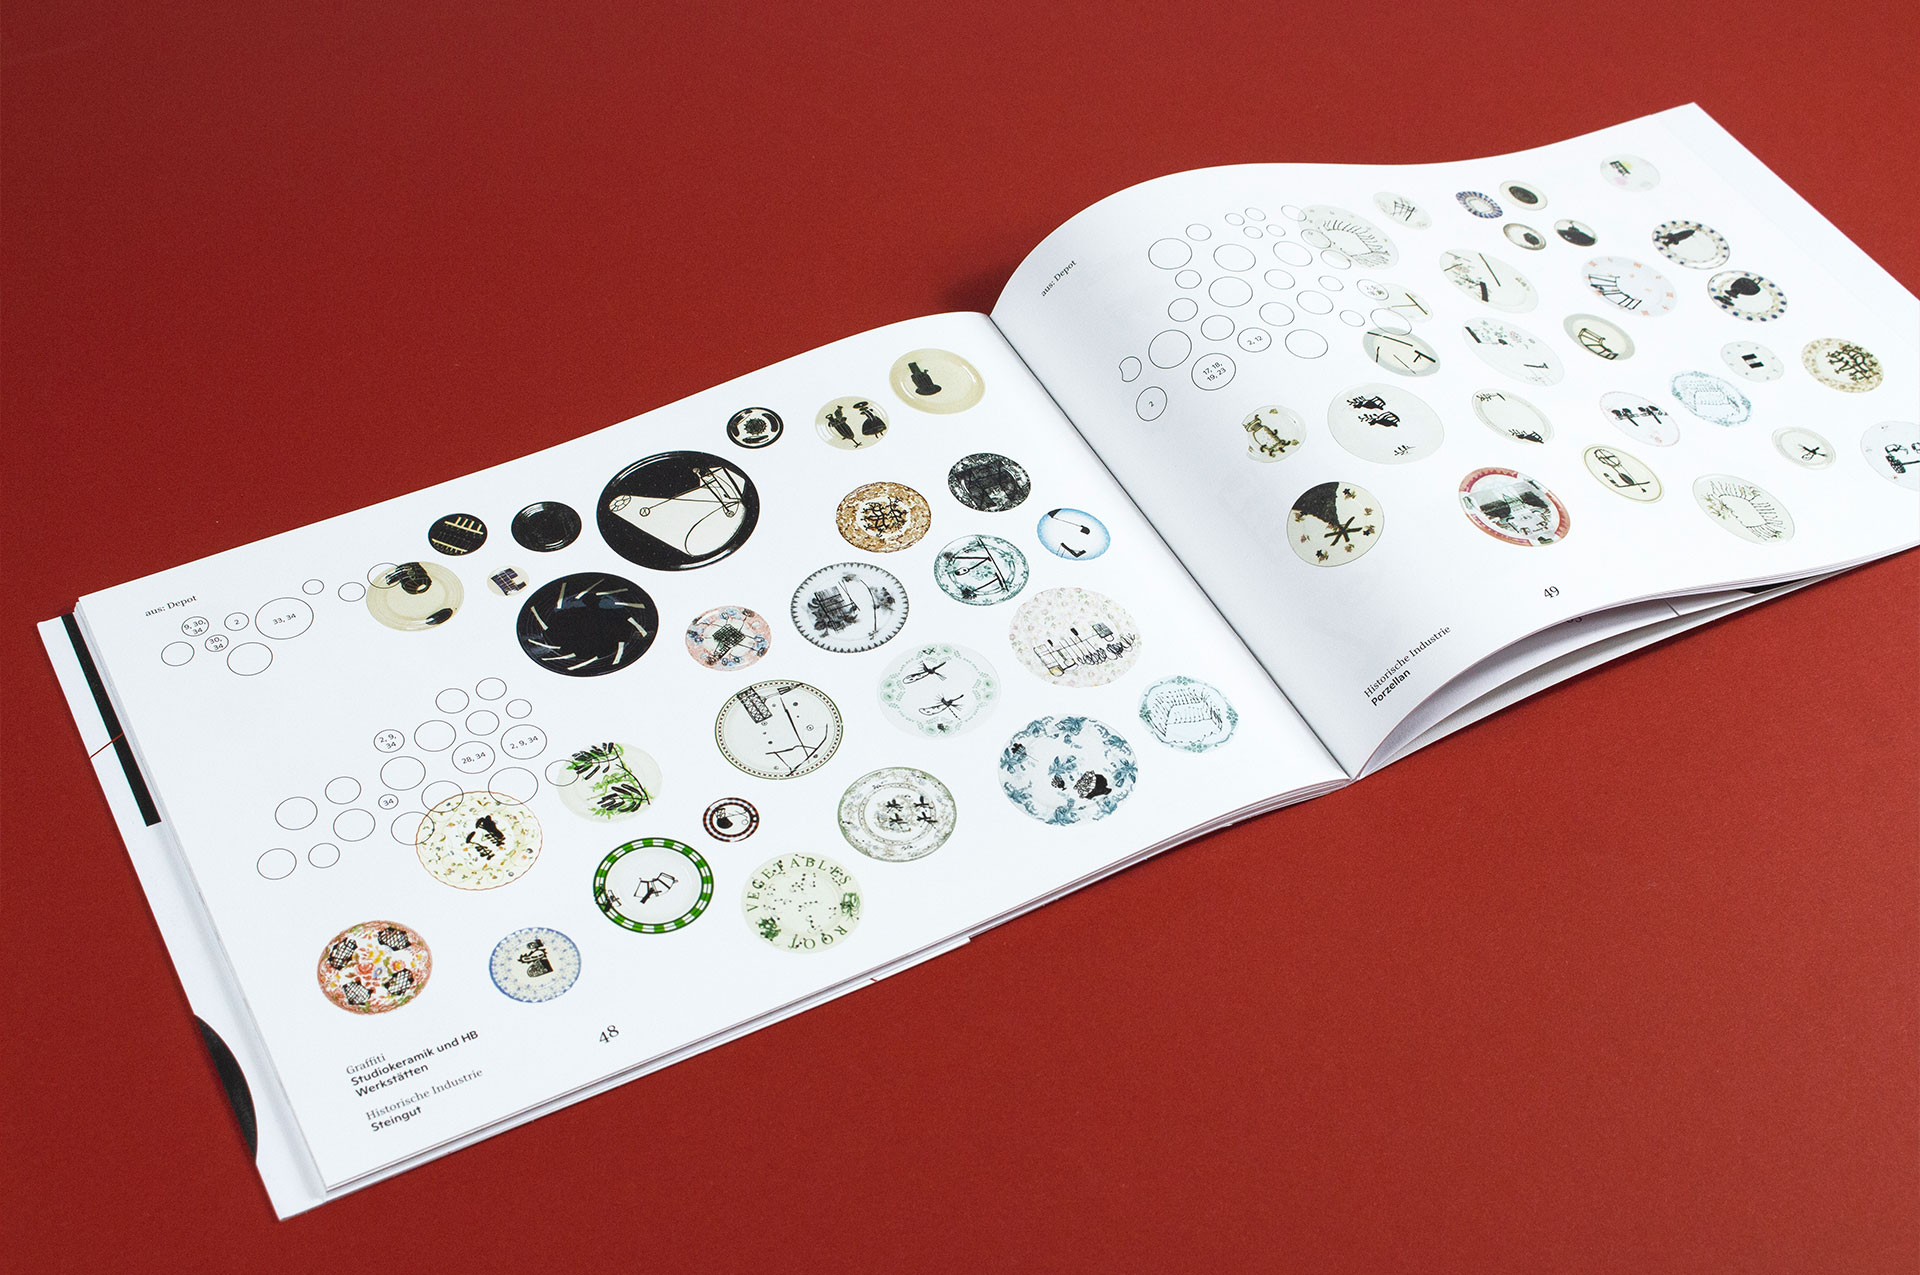 aus: Depot
9, 30,
34
2
33, 34
30,
34
2, 9,
34
28, 34
2, 9, 34
34
VEGETABLES
ROOT
48
Graffiti
Studiokeramik und HB
Werkstätten
Historische Industrie
Steingut
aus: Depot
2, 12
17, 18,
19, 23
2
49
Historische Industrie
Porzellan